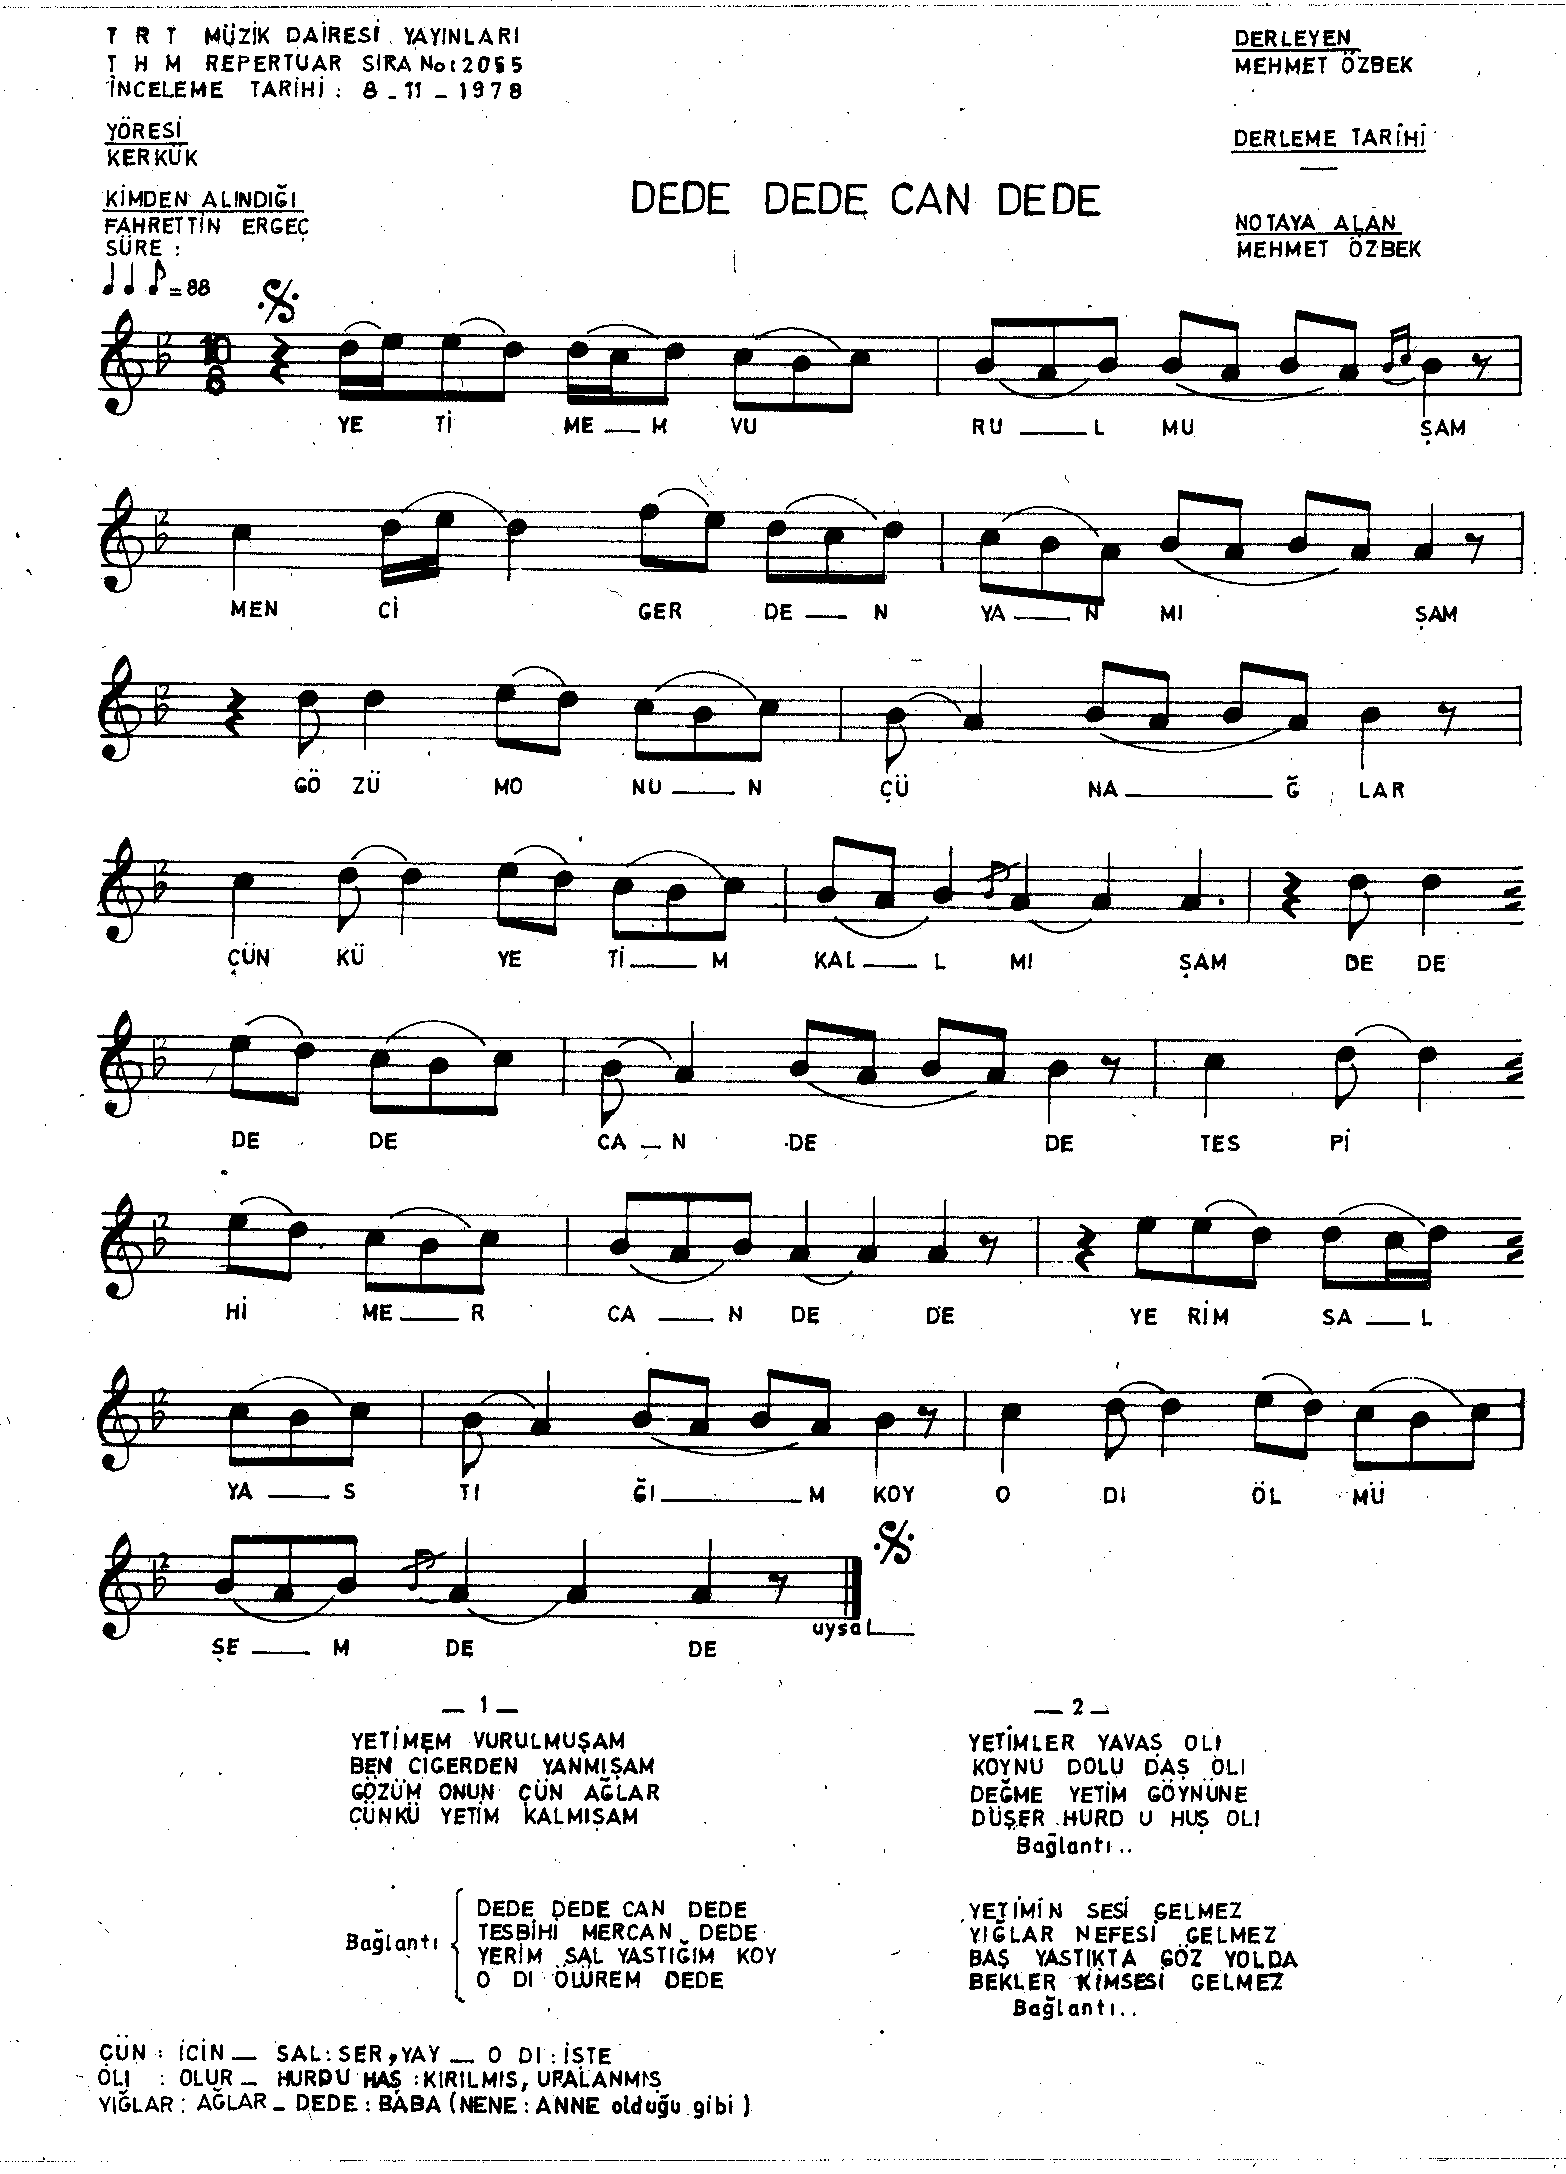 T R T MÜZİK DAİRESİ YAYINLARI
T H M REPERTUAR SIRA No: 2055
İNCELEME TARİHİ : 8 - 11 - 1978
DERLEYEN
MEHMET ÖZBEK
YÖRESİ
KERKÜK
DERLEME TARİHİ
KİMDEN ALINDIĞI
FAHRETTİN ERGEÇ
SÜRE :
= 88
DEDE DEDE CAN DEDE
NOTAYA ALAN
MEHMET ÖZBEK
10
8
YE Tİ ME — M VU RU — L MU ŞAM
MEN Cİ GER DE — N YA — N MI ŞAM
GÖ ZÜ MO NU — N ÇÜ NA — Ğ LAR
ÇÜN KÜ YE Tİ — M KAL — L MI ŞAM DE DE
DE DE CA — N DE DE TES Pİ
Hİ ME — R CA — N DE DE YE RİM SA — L
YA — S TI ĞI — M KOY O DI ÖL MÜ
ŞE — M DE DE
uysal
— 1 —
YETİMEM VURULMUŞAM
BEN CİGERDEN YANMIŞAM
GÖZÜM ONUN ÇÜN AĞLAR
ÇÜNKÜ YETİM KALMIŞAM
Bağlantı
DEDE DEDE CAN DEDE
TESBİHİ MERCAN DEDE
YERİM SAL YASTIĞIM KOY
O DI ÖLÜREM DEDE
— 2 —
YETİMLER YAVAŞ OLI
KOYNU DOLU DAŞ OLI
DEĞME YETİM GÖYNÜNE
DÜŞER HURD U HUŞ OLI
Bağlantı..
YETİMİN SESİ GELMEZ
YIĞLAR NEFESİ GELMEZ
BAŞ YASTIKTA GÖZ YOLDA
BEKLER KİMSESİ GELMEZ
Bağlantı..
ÇÜN : İÇİN — SAL : SER, YAY — O DI : İŞTE
OLI : OLUR — HURDU HAŞ : KIRILMIŞ, UFALANMIŞ
YIĞLAR : AĞLAR — DEDE : BABA (NENE : ANNE olduğu gibi)